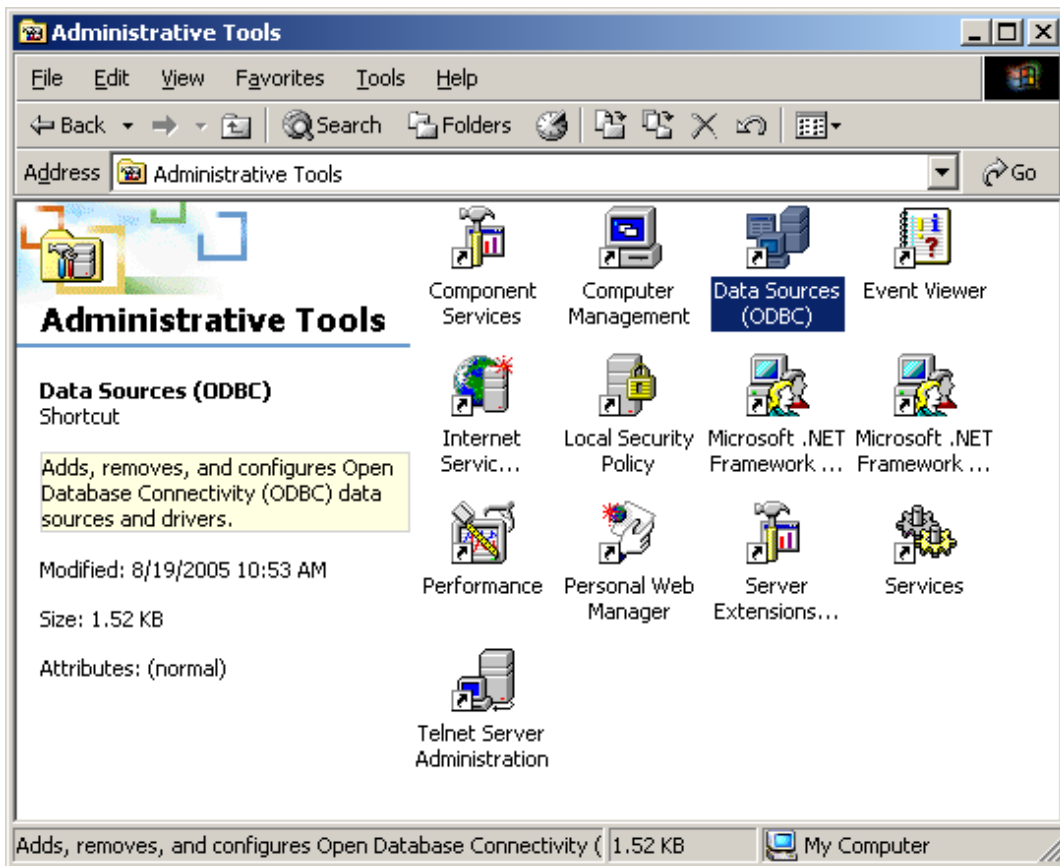 Administrative Tools
File Edit View Favorites Tools Help
Back Search Folders
Address Administrative Tools Go
Administrative Tools
Data Sources (ODBC)
Shortcut
Adds, removes, and configures Open
Database Connectivity (ODBC) data
sources and drivers.
Modified: 8/19/2005 10:53 AM
Size: 1.52 KB
Attributes: (normal)
Component
Services
Computer
Management
Data Sources
(ODBC)
Event Viewer
Internet
Servic...
Local Security
Policy
Microsoft .NET
Framework ...
Microsoft .NET
Framework ...
Performance
Personal Web
Manager
Server
Extensions...
Services
Telnet Server
Administration
Adds, removes, and configures Open Database Connectivity ( 1.52 KB My Computer